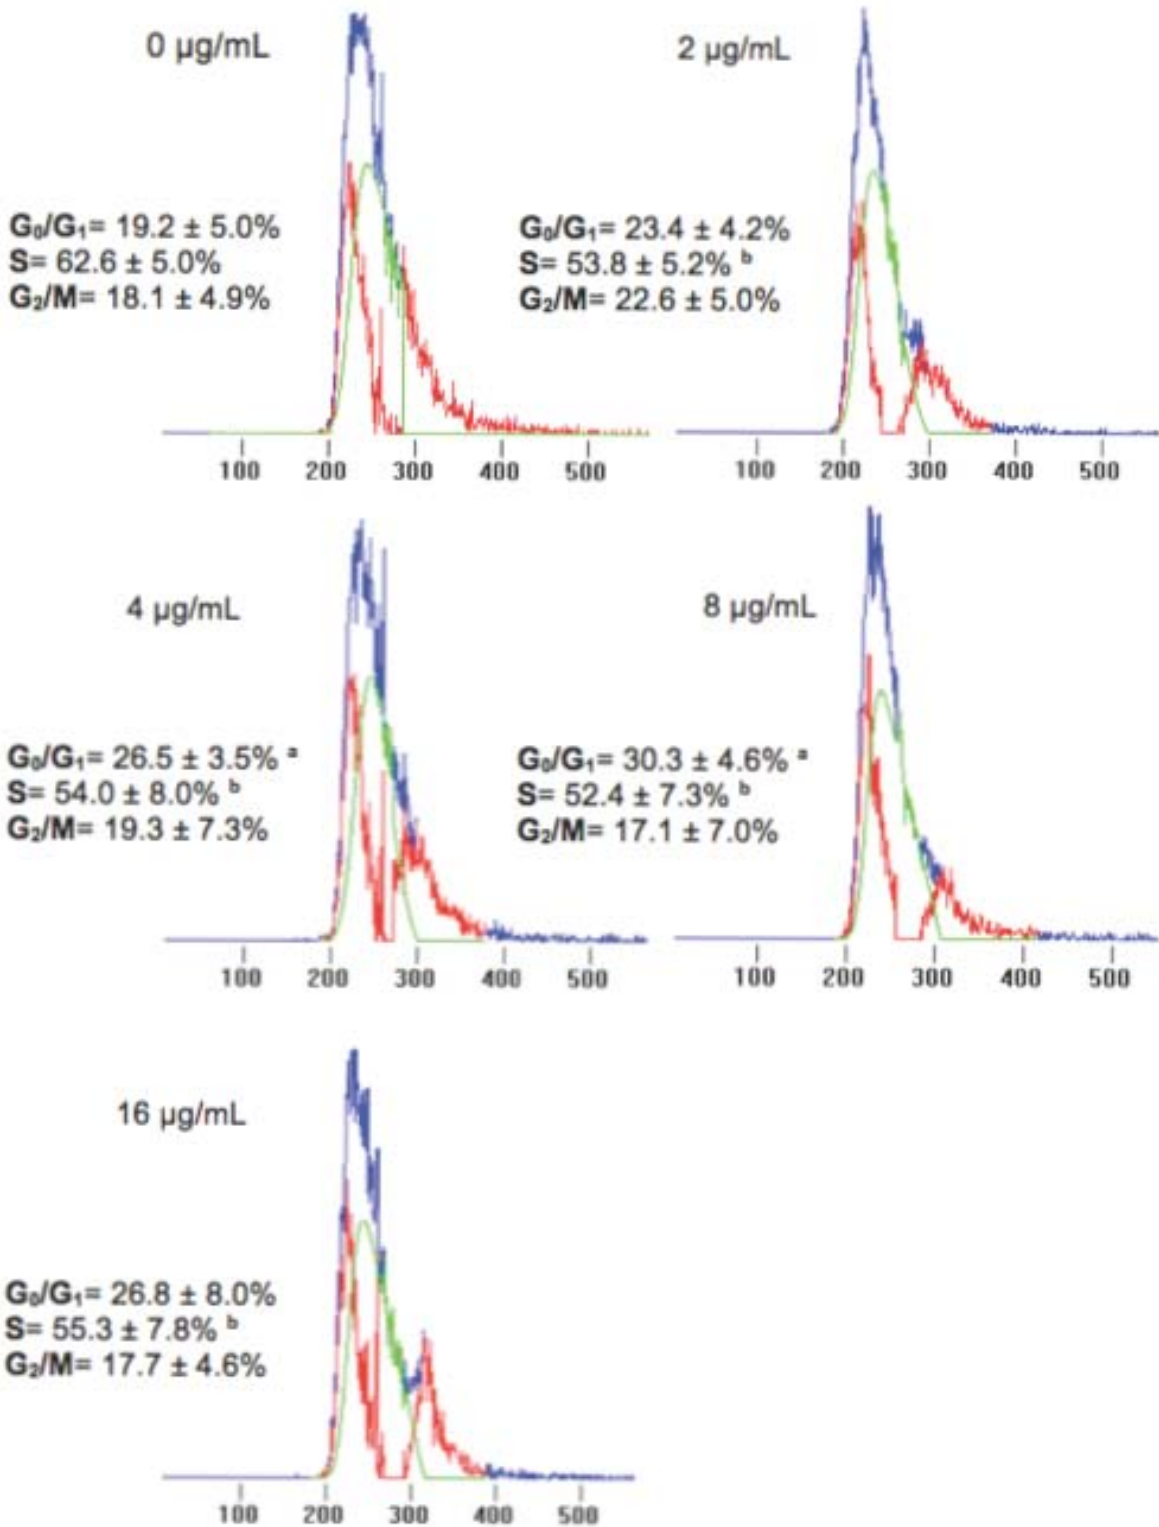 0 µg/mL
G₀/G₁= 19.2 ± 5.0%
S= 62.6 ± 5.0%
G₂/M= 18.1 ± 4.9%
100 200 300 400 500
2 µg/mL
G₀/G₁= 23.4 ± 4.2%
S= 53.8 ± 5.2% ᵇ
G₂/M= 22.6 ± 5.0%
100 200 300 400 500
4 µg/mL
G₀/G₁= 26.5 ± 3.5% ᵃ
S= 54.0 ± 8.0% ᵇ
G₂/M= 19.3 ± 7.3%
100 200 300 400 500
8 µg/mL
G₀/G₁= 30.3 ± 4.6% ᵃ
S= 52.4 ± 7.3% ᵇ
G₂/M= 17.1 ± 7.0%
100 200 300 400 500
16 µg/mL
G₀/G₁= 26.8 ± 8.0%
S= 55.3 ± 7.8% ᵇ
G₂/M= 17.7 ± 4.6%
100 200 300 400 500